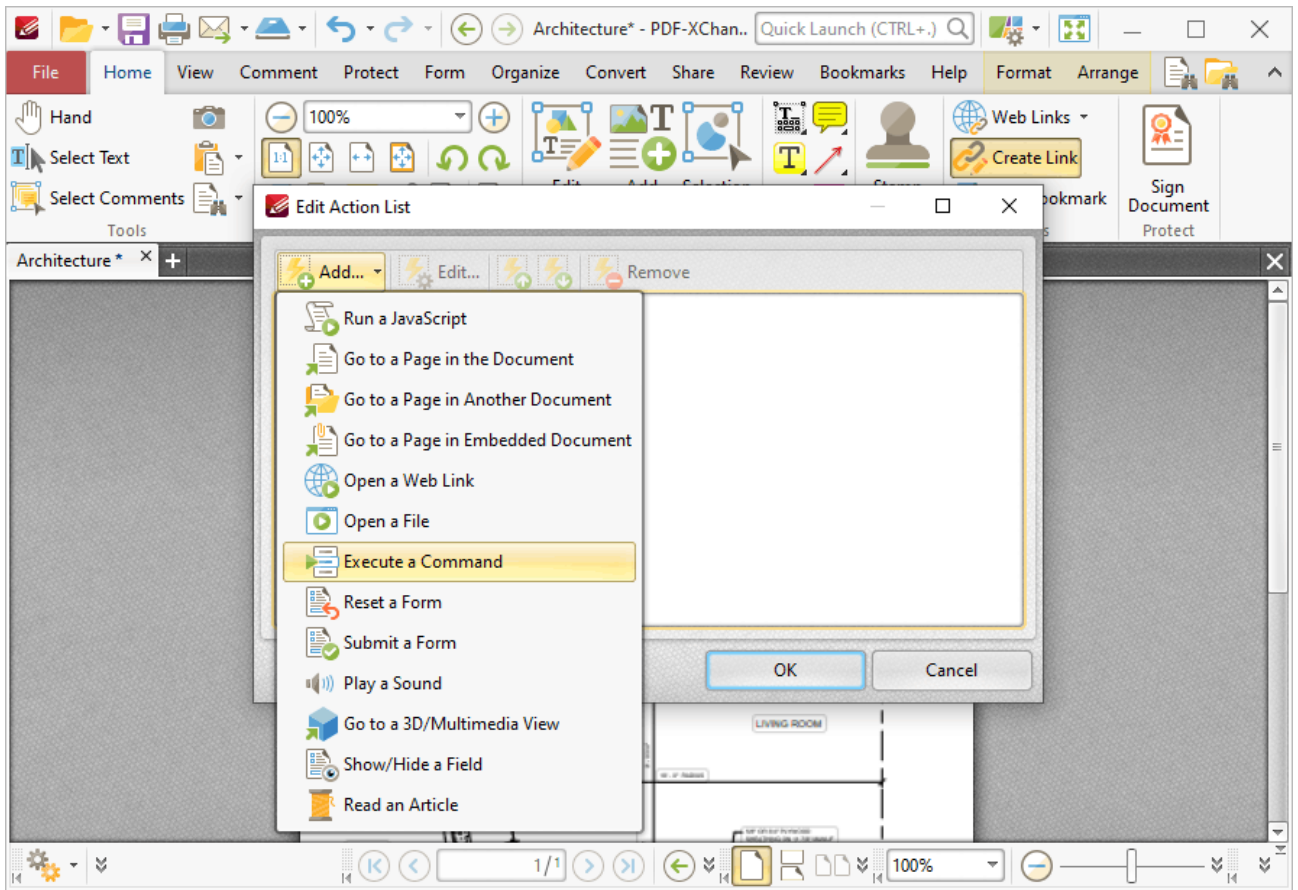 Architecture* - PDF-XChan.. Quick Launch (CTRL+.)
File Home View Comment Protect Form Organize Convert Share Review Bookmarks Help Format Arrange
Hand 100% Web Links
Select Text 1:1 T Create Link
Select Comments Sign
Document
Tools Protect
Edit Action List
Architecture *
Add... Edit... Remove
Run a JavaScript
Go to a Page in the Document
Go to a Page in Another Document
Go to a Page in Embedded Document
Open a Web Link
Open a File
Execute a Command
Reset a Form
Submit a Form
Play a Sound
Go to a 3D/Multimedia View
Show/Hide a Field
Read an Article
OK Cancel
LIVING ROOM
1/1 100%